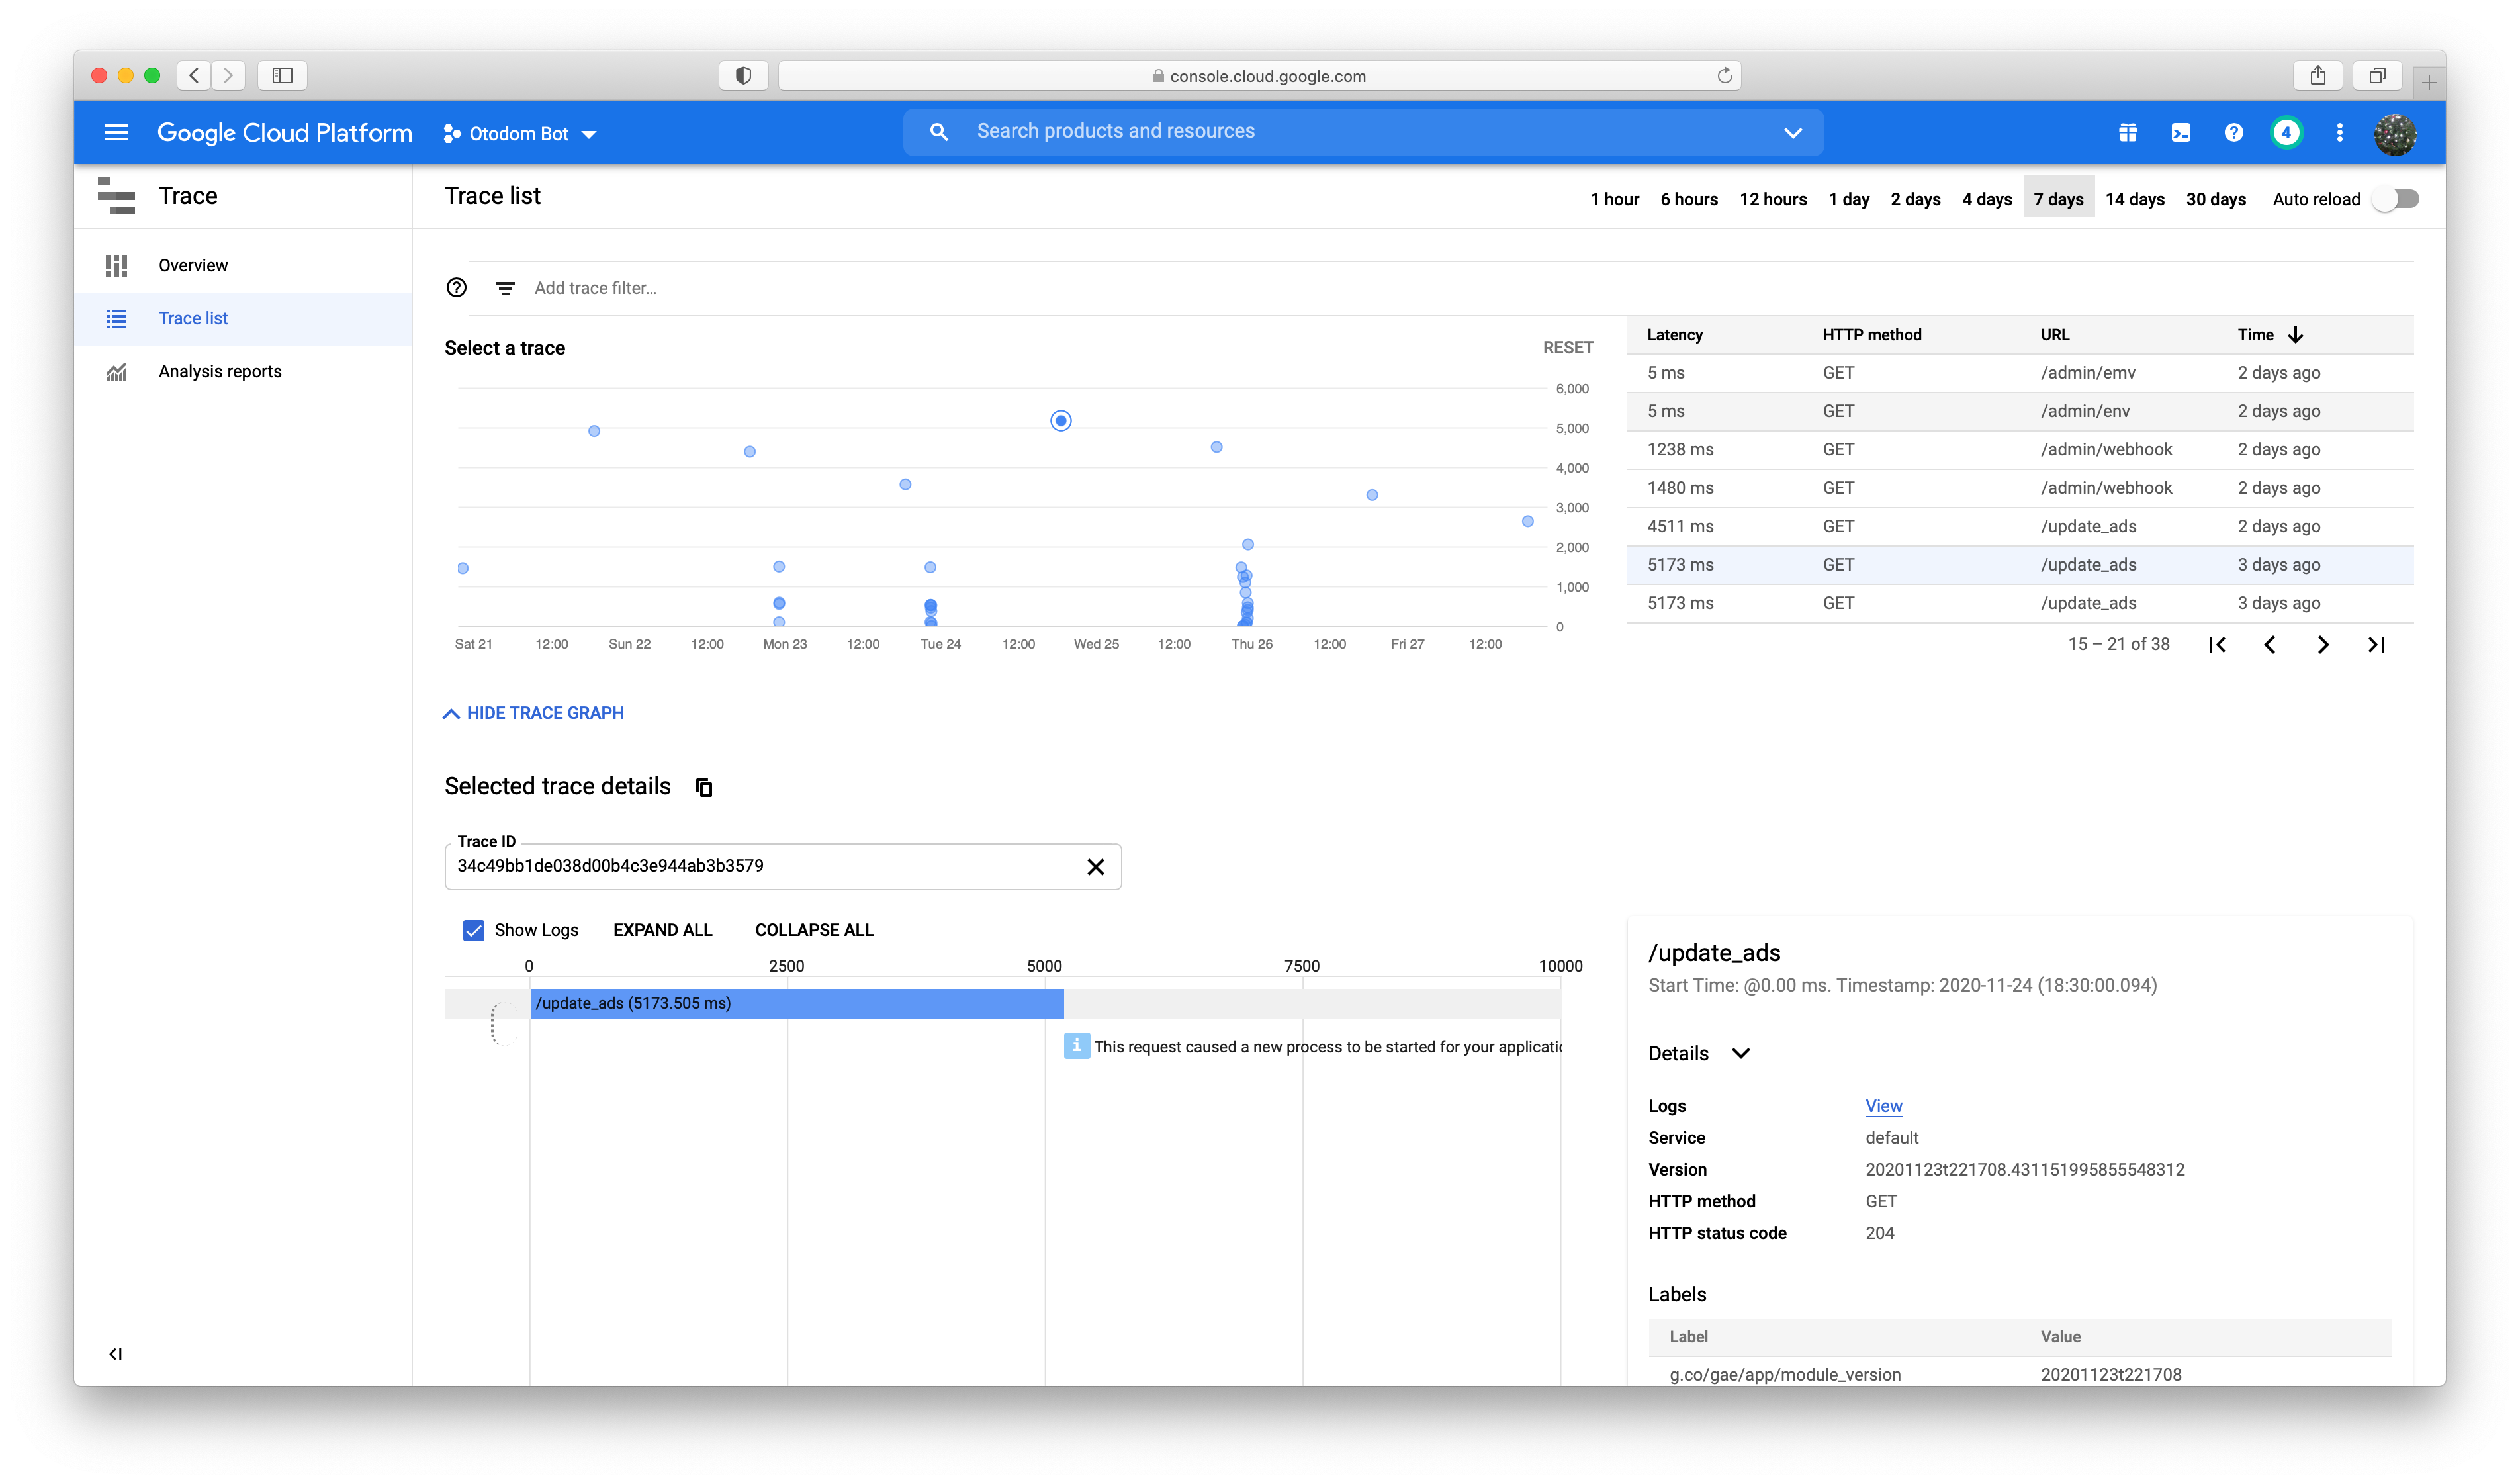 console.cloud.google.com
Google Cloud Platform Otodom Bot Search products and resources 4
Trace
Trace list 1 hour 6 hours 12 hours 1 day 2 days 4 days 7 days 14 days 30 days Auto reload
Overview
Trace list
Analysis reports
Add trace filter...
Select a trace RESET
6,000
5,000
4,000
3,000
2,000
1,000
0
Sat 21 12:00 Sun 22 12:00 Mon 23 12:00 Tue 24 12:00 Wed 25 12:00 Thu 26 12:00 Fri 27 12:00
Latency HTTP method URL Time
5 ms GET /admin/emv 2 days ago
5 ms GET /admin/env 2 days ago
1238 ms GET /admin/webhook 2 days ago
1480 ms GET /admin/webhook 2 days ago
4511 ms GET /update_ads 2 days ago
5173 ms GET /update_ads 3 days ago
5173 ms GET /update_ads 3 days ago
15 – 21 of 38
HIDE TRACE GRAPH
Selected trace details
Trace ID
34c49bb1de038d00b4c3e944ab3b3579
Show Logs EXPAND ALL COLLAPSE ALL
0 2500 5000 7500 10000
/update_ads (5173.505 ms)
i This request caused a new process to be started for your applicatio
/update_ads
Start Time: @0.00 ms. Timestamp: 2020-11-24 (18:30:00.094)
Details
Logs View
Service default
Version 20201123t221708.431151995855548312
HTTP method GET
HTTP status code 204
Labels
Label Value
g.co/gae/app/module_version 20201123t221708